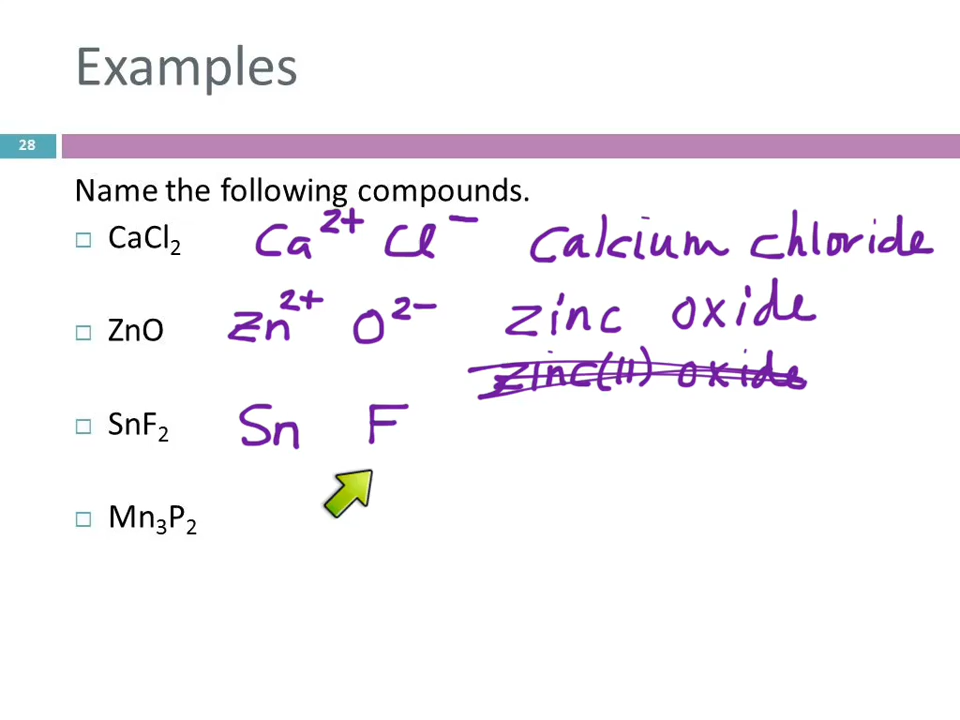 Examples
28
Name the following compounds.
CaCl₂ Ca²⁺ Cl⁻ Calcium chloride
ZnO Zn²⁺ O²⁻ zinc oxide
zinc(II) oxide
SnF₂ Sn F
Mn₃P₂